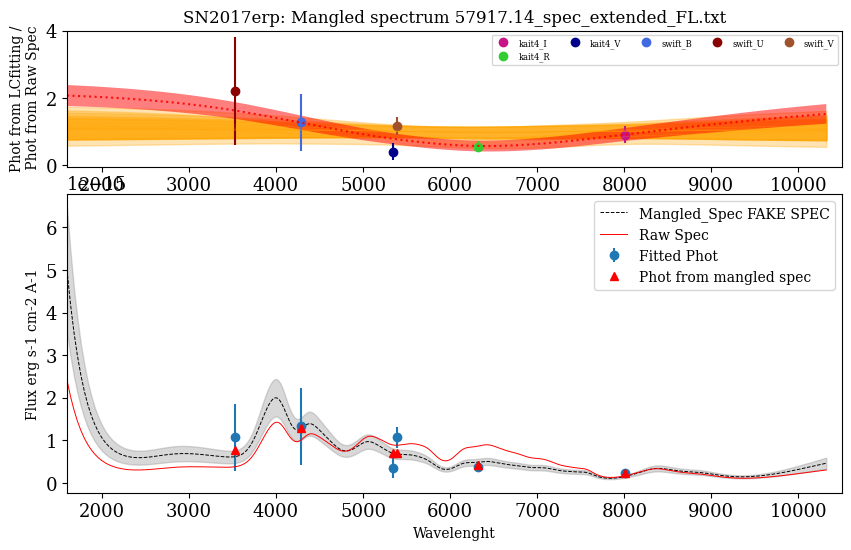 SN2017erp: Mangled spectrum 57917.14_spec_extended_FL.txt
Phot from LCfitting /
Phot from Raw Spec
4
2
0
kait4_I kait4_V swift_B swift_U swift_V
kait4_R
2000 3000 4000 5000 6000 7000 8000 9000 10000
Flux erg s-1 cm-2 A-1
6
5
4
3
2
1
0
Mangled_Spec FAKE SPEC
Raw Spec
Fitted Phot
Phot from mangled spec
2000 3000 4000 5000 6000 7000 8000 9000 10000
Wavelenght